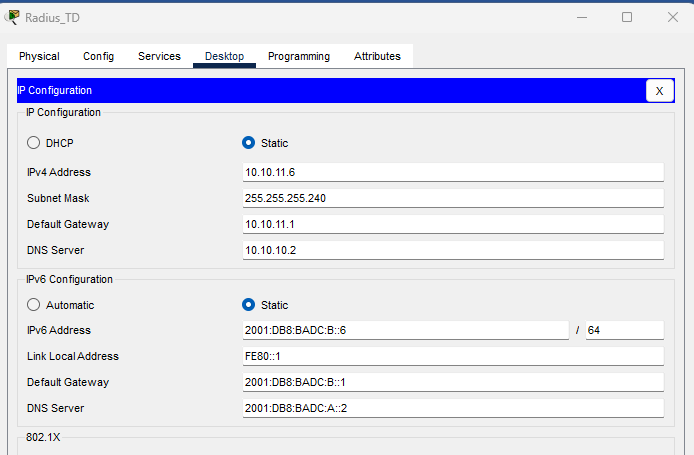 Radius_TD
Physical Config Services Desktop Programming Attributes
IP Configuration X
IP Configuration
DHCP Static
IPv4 Address 10.10.11.6
Subnet Mask 255.255.255.240
Default Gateway 10.10.11.1
DNS Server 10.10.10.2
IPv6 Configuration
Automatic Static
IPv6 Address 2001:DB8:BADC:B::6 / 64
Link Local Address FE80::1
Default Gateway 2001:DB8:BADC:B::1
DNS Server 2001:DB8:BADC:A::2
802.1X